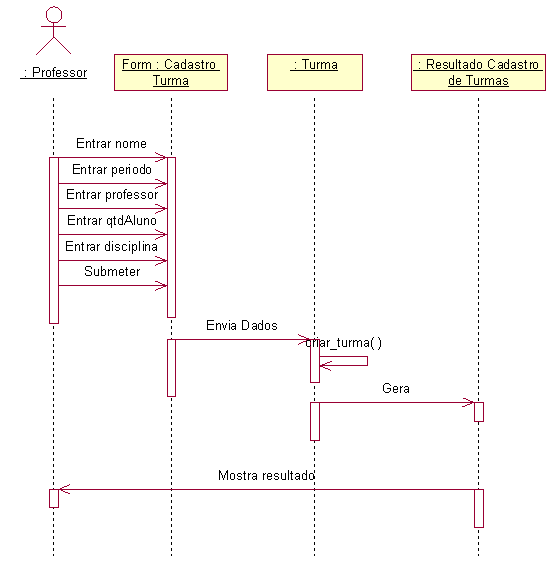 : Professor
Form : Cadastro
Turma
: Turma
: Resultado Cadastro
de Turmas
Entrar nome
Entrar periodo
Entrar professor
Entrar qtdAluno
Entrar disciplina
Submeter
Envia Dados
criar_turma( )
Gera
Mostra resultado